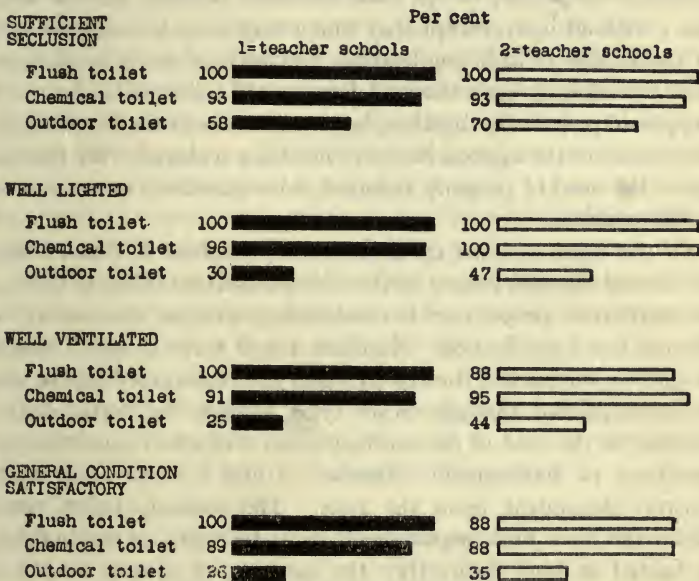 Per cent
SUFFICIENT
SECLUSION
1=teacher schools 2=teacher schools
Flush toilet 100 100
Chemical toilet 93 93
Outdoor toilet 58 70
WELL LIGHTED
Flush toilet 100 100
Chemical toilet 96 100
Outdoor toilet 30 47
WELL VENTILATED
Flush toilet 100 88
Chemical toilet 91 95
Outdoor toilet 25 44
GENERAL CONDITION
SATISFACTORY
Flush toilet 100 88
Chemical toilet 89 88
Outdoor toilet 26 35